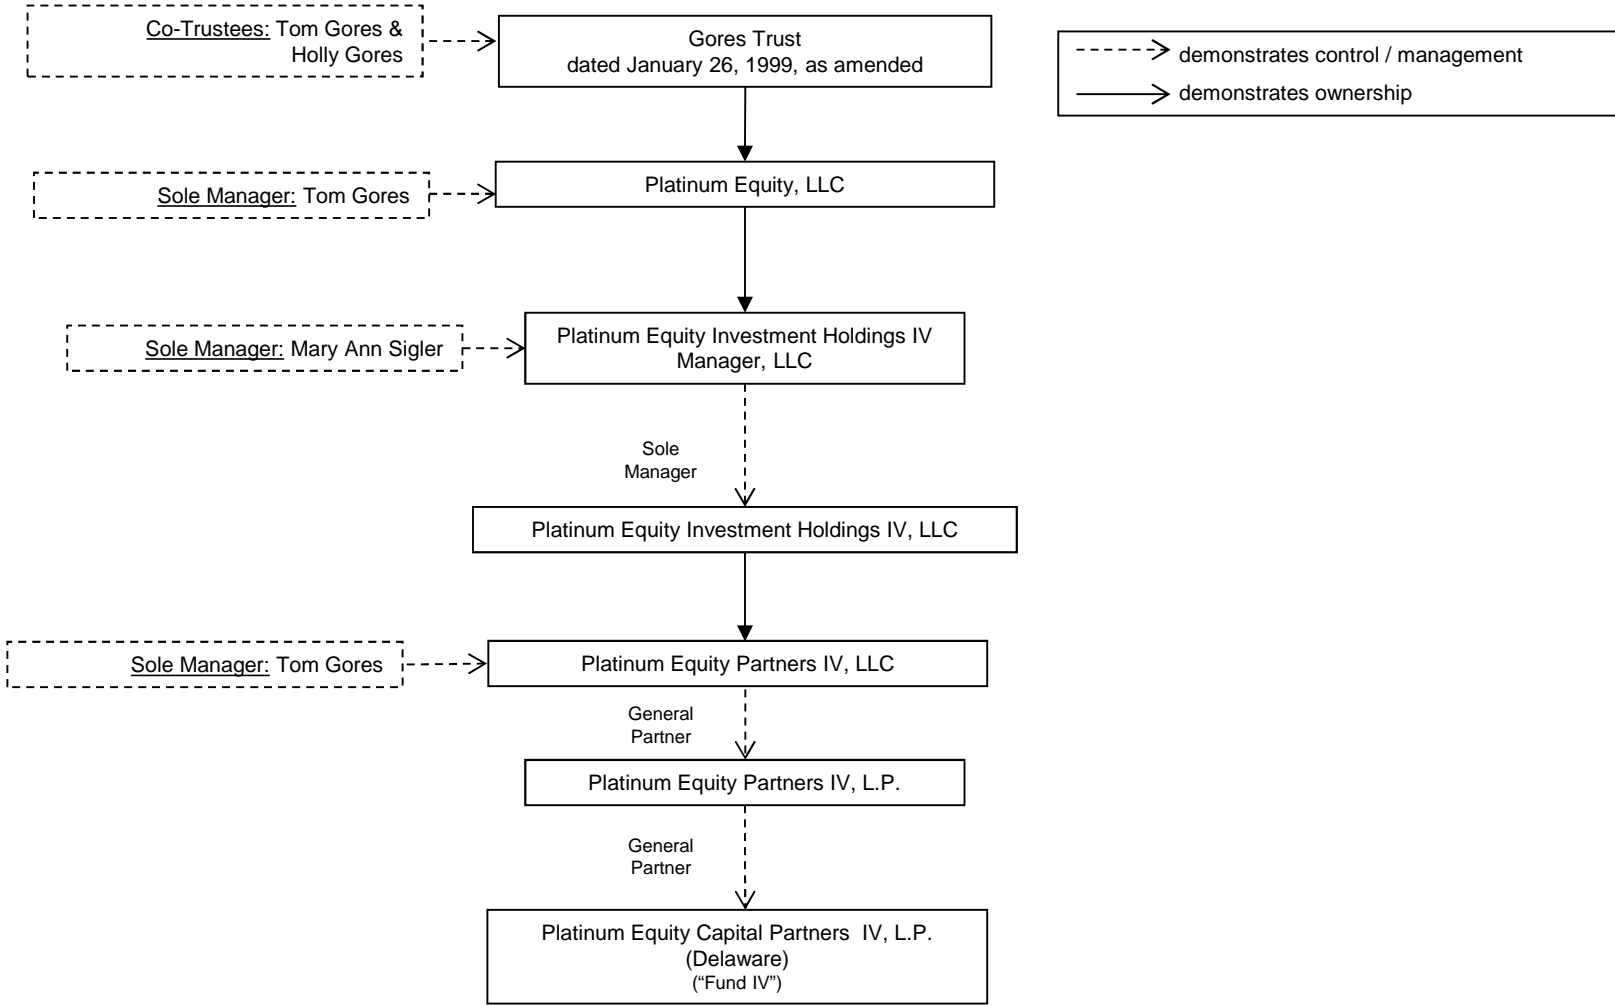 Co-Trustees: Tom Gores &
Holly Gores
Gores Trust
dated January 26, 1999, as amended
demonstrates control / management
demonstrates ownership
Sole Manager: Tom Gores
Platinum Equity, LLC
Sole Manager: Mary Ann Sigler
Platinum Equity Investment Holdings IV
Manager, LLC
Sole
Manager
Platinum Equity Investment Holdings IV, LLC
Sole Manager: Tom Gores
Platinum Equity Partners IV, LLC
General
Partner
Platinum Equity Partners IV, L.P.
General
Partner
Platinum Equity Capital Partners  IV, L.P.
(Delaware)
(“Fund IV”)